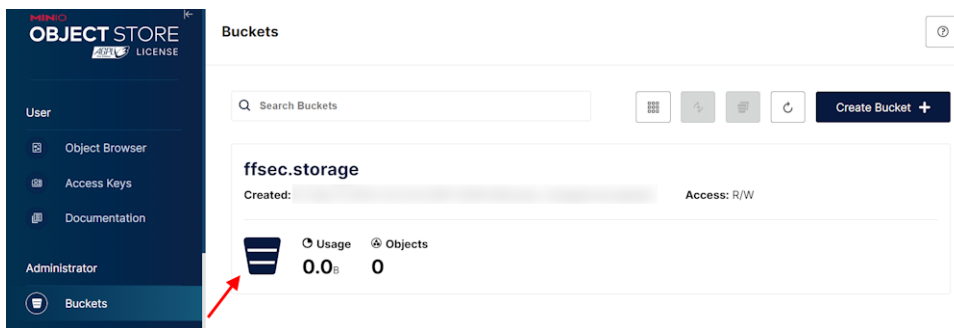 MINIO
OBJECT STORE
AGPLv3 LICENSE
User
Object Browser
Access Keys
Documentation
Administrator
Buckets
Buckets
Search Buckets
Create Bucket +
ffsec.storage
Created:
Access: R/W
Usage
0.0B
Objects
0